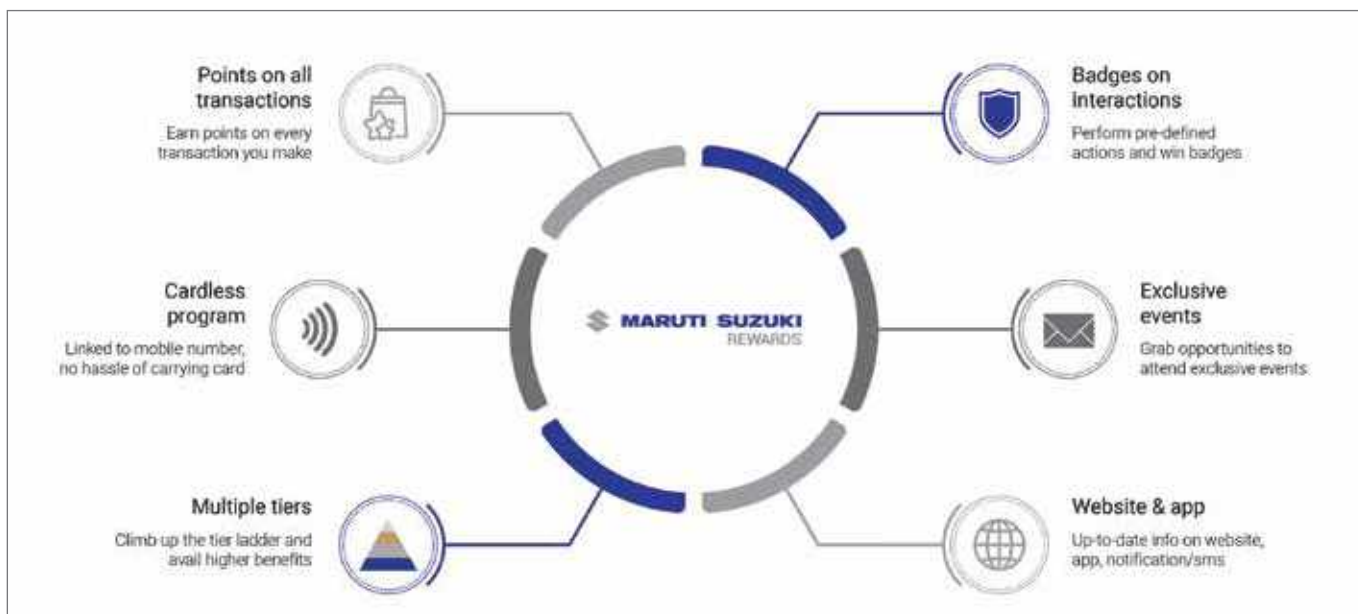 Points on all
transactions
Earn points on every
transaction you make
Badges on
interactions
Perform pre-defined
actions and win badges
Cardless
program
Linked to mobile number,
no hassle of carrying card
MARUTI SUZUKI
REWARDS
Exclusive
events
Grab opportunities to
attend exclusive events
Multiple tiers
Climb up the tier ladder and
avail higher benefits
Website & app
Up-to-date info on website,
app, notification/sms